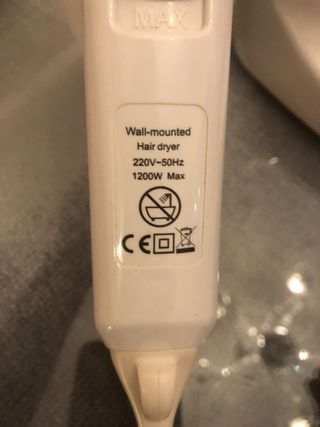 MAX
Wall-mounted
Hair dryer
220V~50Hz
1200W Max
CE